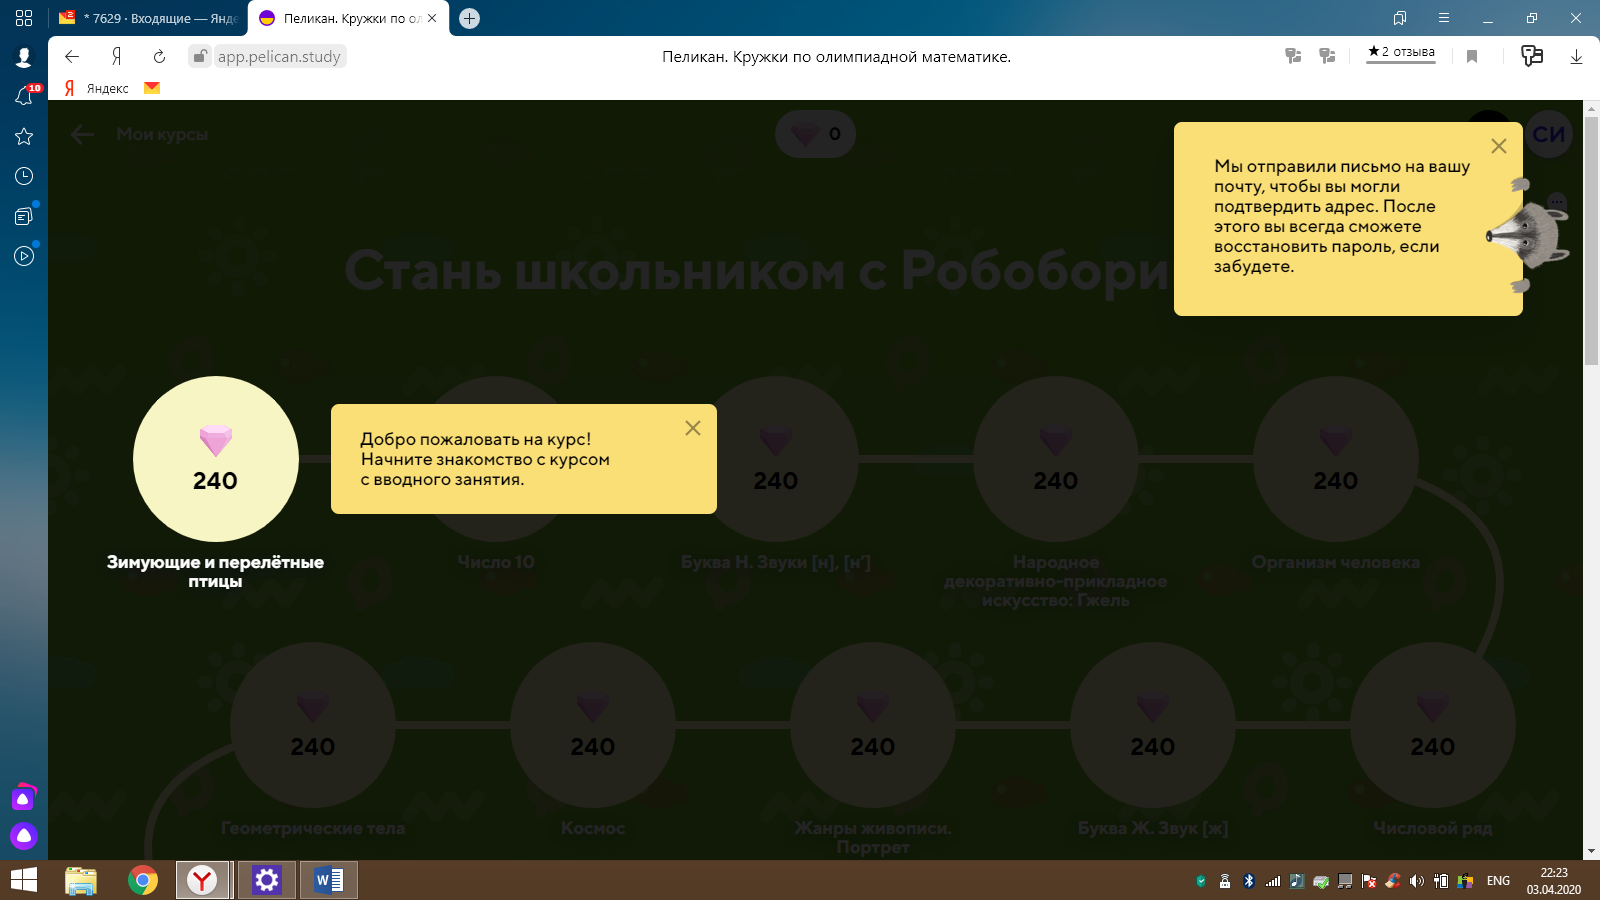 * 7629 · Входящие — Янде
Пеликан. Кружки по ол
app.pelican.study
Пеликан. Кружки по олимпиадной математике.
★2 отзыва
10
Я Яндекс
Мои курсы
0
СИ
Мы отправили письмо на вашу
почту, чтобы вы могли
подтвердить адрес. После
этого вы всегда сможете
восстановить пароль, если
забудете.
Стань школьником с Робобори
Добро пожаловать на курс!
Начните знакомство с курсом
с вводного занятия.
240
240
240
240
Зимующие и перелётные
птицы
Число 10
Буква Н. Звуки [н], [н’]
Народное
декоративно-прикладное
искусство: Гжель
Организм человека
240
240
240
240
240
Геометрические тела
Космос
Жанры живописи.
Портрет
Буква Ж. Звук [ж]
Числовой ряд
ENG
22:23
03.04.2020